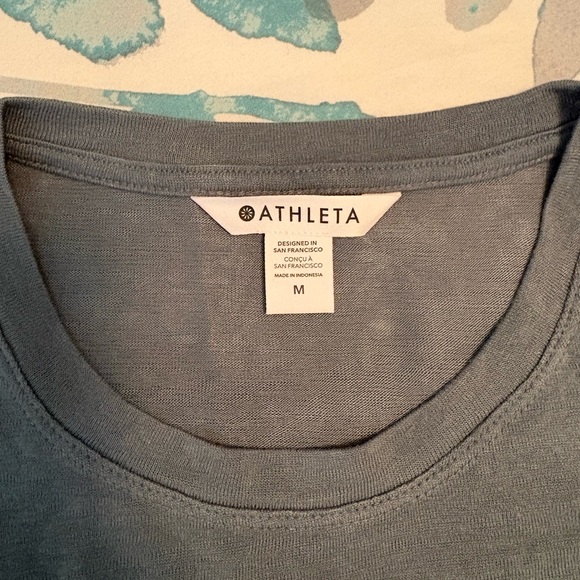 ATHLETA
DESIGNED IN
SAN FRANCISCO
CONÇU À
SAN FRANCISCO
MADE IN INDONESIA
M